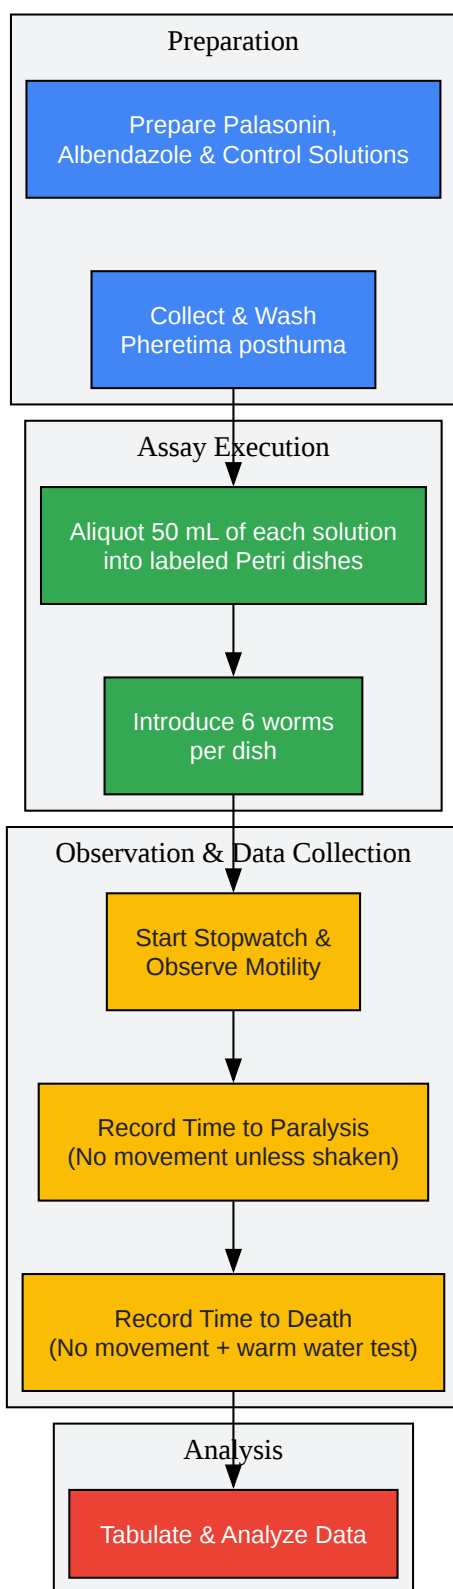 Preparation
Prepare Palasonin,
Albendazole & Control Solutions
Collect & Wash
Pheretima posthuma
Assay Execution
Aliquot 50 mL of each solution
into labeled Petri dishes
Introduce 6 worms
per dish
Observation & Data Collection
Start Stopwatch &
Observe Motility
Record Time to Paralysis
(No movement unless shaken)
Record Time to Death
(No movement + warm water test)
Analysis
Tabulate & Analyze Data